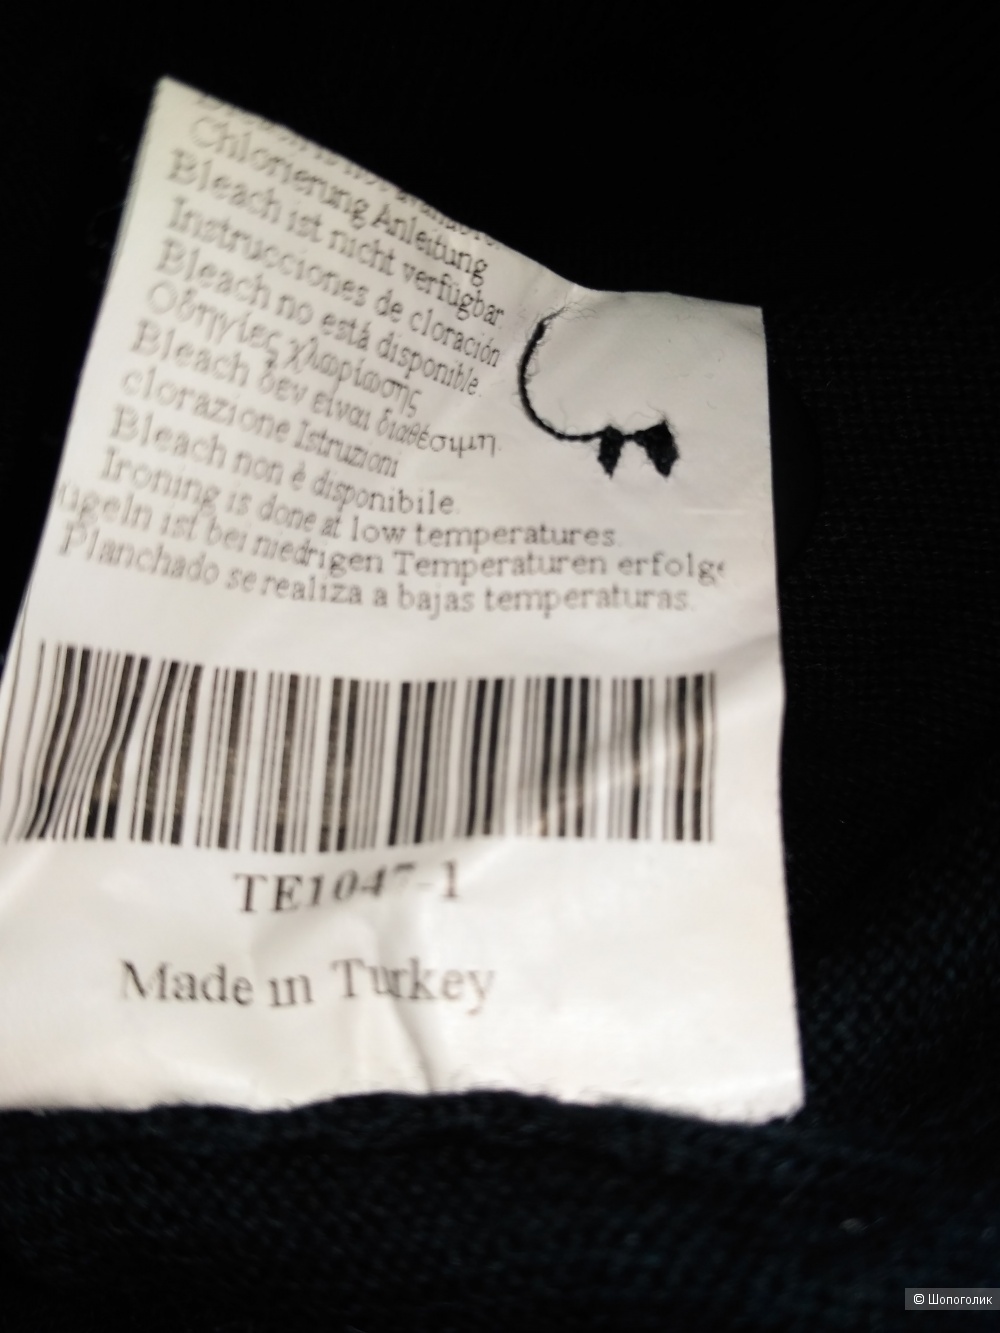 Chlorierung Anleitung
Bleach ist nicht verfügbar
Instrucciones de cloración
Bleach no está disponible.
Οδηγίες χλωρίωσης
Bleach δεν είναι διαθέσιμη.
clorazione Istruzioni
Bleach non è disponibile.
Ironing is done at low temperatures.
ügeln ist bei niedrigen Temperaturen erfolge
Planchado se realiza a bajas temperaturas.
TE1047-1
Made in Turkey
© Шопоголик